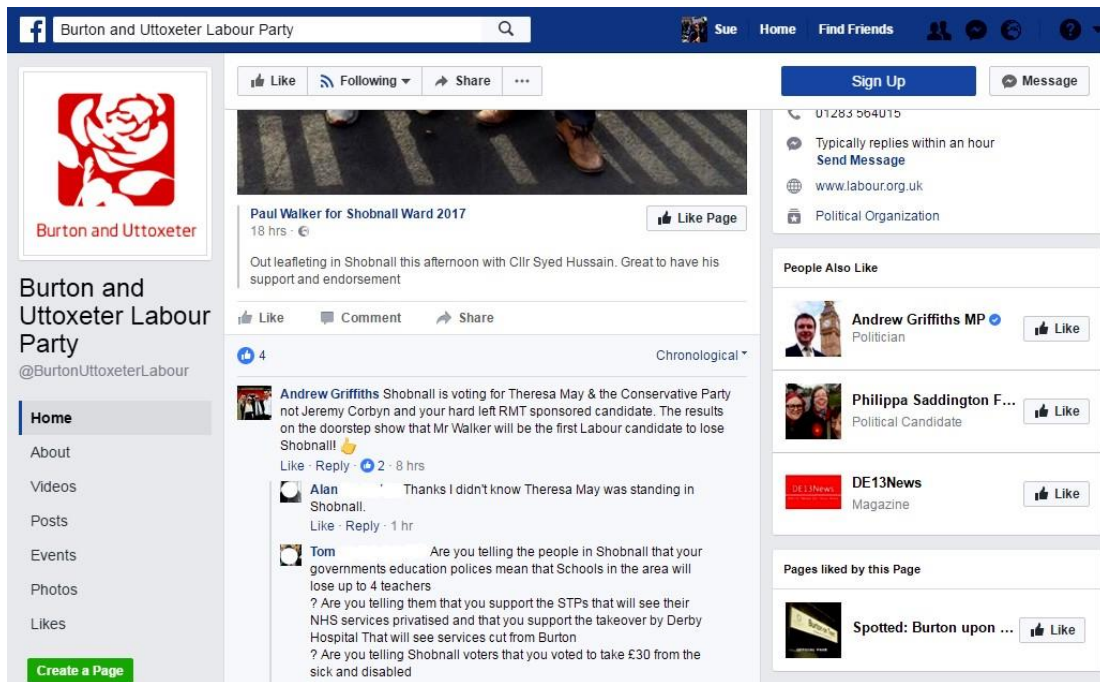 Burton and Uttoxeter Labour Party
Sue Home Find Friends
Like Following Share ...
Sign Up Message
Burton and Uttoxeter
Burton and
Uttoxeter Labour
Party
@BurtonUttoxeterLabour
Home
About
Videos
Posts
Events
Photos
Likes
Create a Page
Paul Walker for Shobnall Ward 2017
18 hrs ·
Like Page
Out leafleting in Shobnall this afternoon with Cllr Syed Hussain. Great to have his
support and endorsement
Like Comment Share
4
Chronological
Andrew Griffiths Shobnall is voting for Theresa May & the Conservative Party
not Jeremy Corbyn and your hard left RMT sponsored candidate. The results
on the doorstep show that Mr Walker will be the first Labour candidate to lose
Shobnall!
Like · Reply · 2 · 8 hrs
Alan Thanks I didn't know Theresa May was standing in
Shobnall.
Like · Reply · 1 hr
Tom Are you telling the people in Shobnall that your
governments education polices mean that Schools in the area will
lose up to 4 teachers
? Are you telling them that you support the STPs that will see their
NHS services privatised and that you support the takeover by Derby
Hospital That will see services cut from Burton
? Are you telling Shobnall voters that you voted to take £30 from the
sick and disabled
01283 564015
Typically replies within an hour
Send Message
www.labour.org.uk
Political Organization
People Also Like
Andrew Griffiths MP
Politician
Like
Philippa Saddington F...
Political Candidate
Like
DE13News
DE13News
Magazine
Like
Pages liked by this Page
Spotted: Burton upon ...
Like